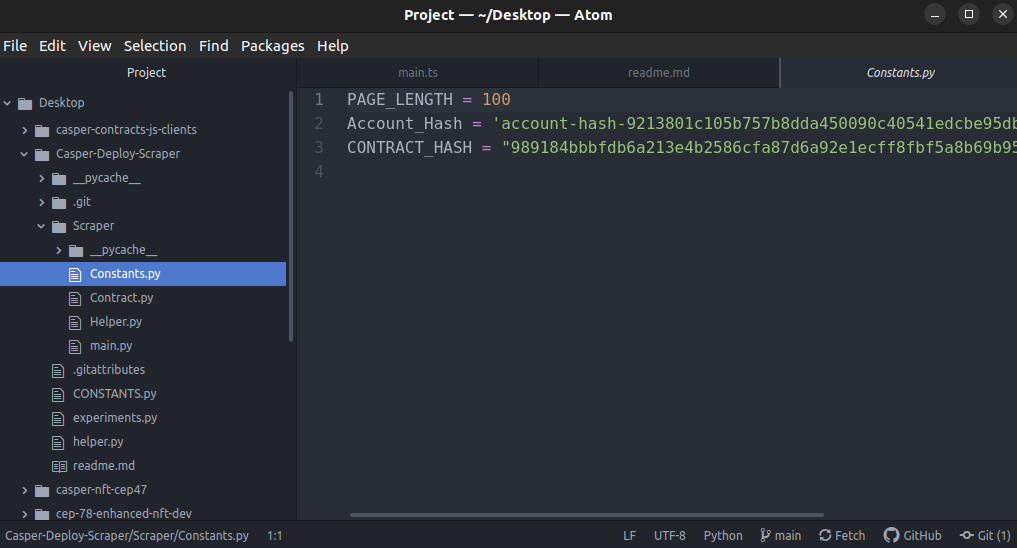 Project — ~/Desktop — Atom
File Edit View Selection Find Packages Help
Project
main.ts readme.md Constants.py
Desktop
casper-contracts-js-clients
Casper-Deploy-Scraper
__pycache__
.git
Scraper
__pycache__
Constants.py
Contract.py
Helper.py
main.py
.gitattributes
CONSTANTS.py
experiments.py
helper.py
readme.md
casper-nft-cep47
cep-78-enhanced-nft-dev
1 PAGE_LENGTH = 100
2 Account_Hash = 'account-hash-9213801c105b757b8dda450090c40541edcbe95db
3 CONTRACT_HASH = "989184bbbfdb6a213e4b2586cfa87d6a92e1ecff8fbf5a8b69b95
4
Casper-Deploy-Scraper/Scraper/Constants.py 1:1 LF UTF-8 Python main Fetch GitHub Git (1)